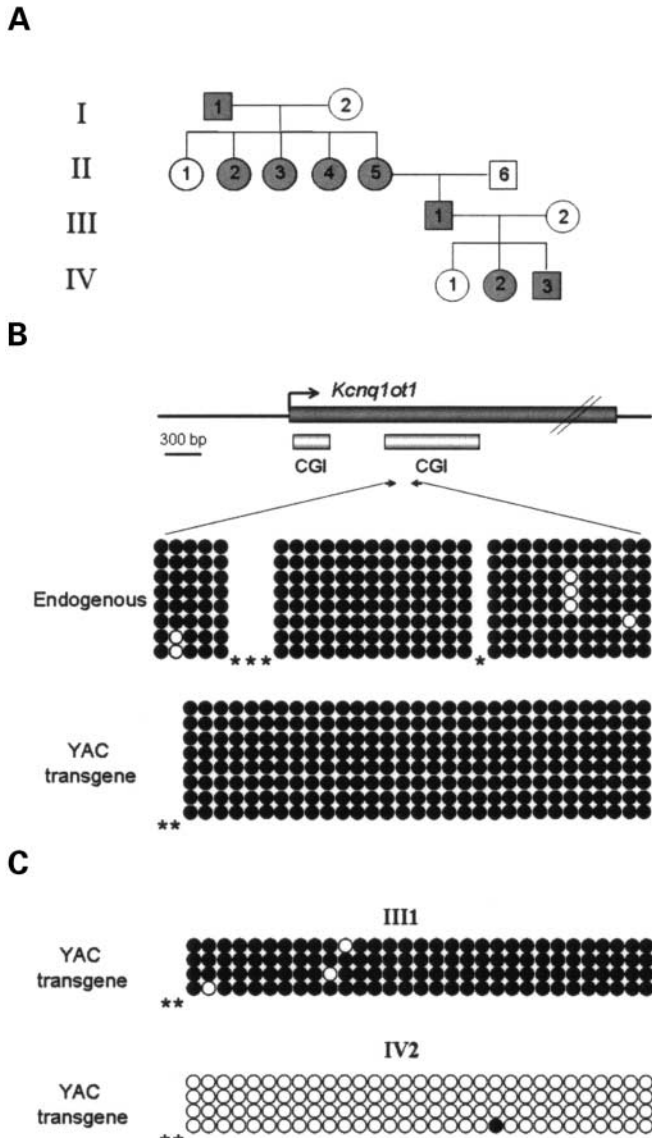 A
I 1 2
II 1 2 3 4 5 6
III 1 2
IV 1 2 3
B
Kcnq1ot1
300 bp
CGI CGI
Endogenous
* * * *
YAC
transgene
**
C
III1
YAC
transgene
**
IV2
YAC
transgene
**